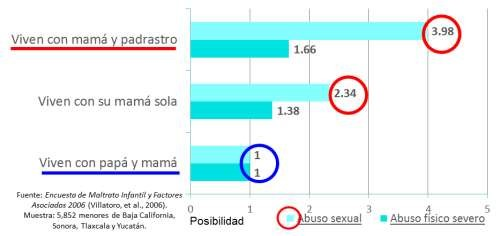 Viven con mamá y padrastro
3.98
1.66
Viven con su mamá sola
2.34
1.38
Viven con papá y mamá
1
1
Fuente: Encuesta de Maltrato Infantil y Factores
Asociados 2006 (Villatoro, et al., 2006).
Muestra: 5,852 menores de Baja California,
Sonora, Tlaxcala y Yucatán.
0 1 2 3 4 5
Posibilidad
Abuso sexual Abuso físico severo